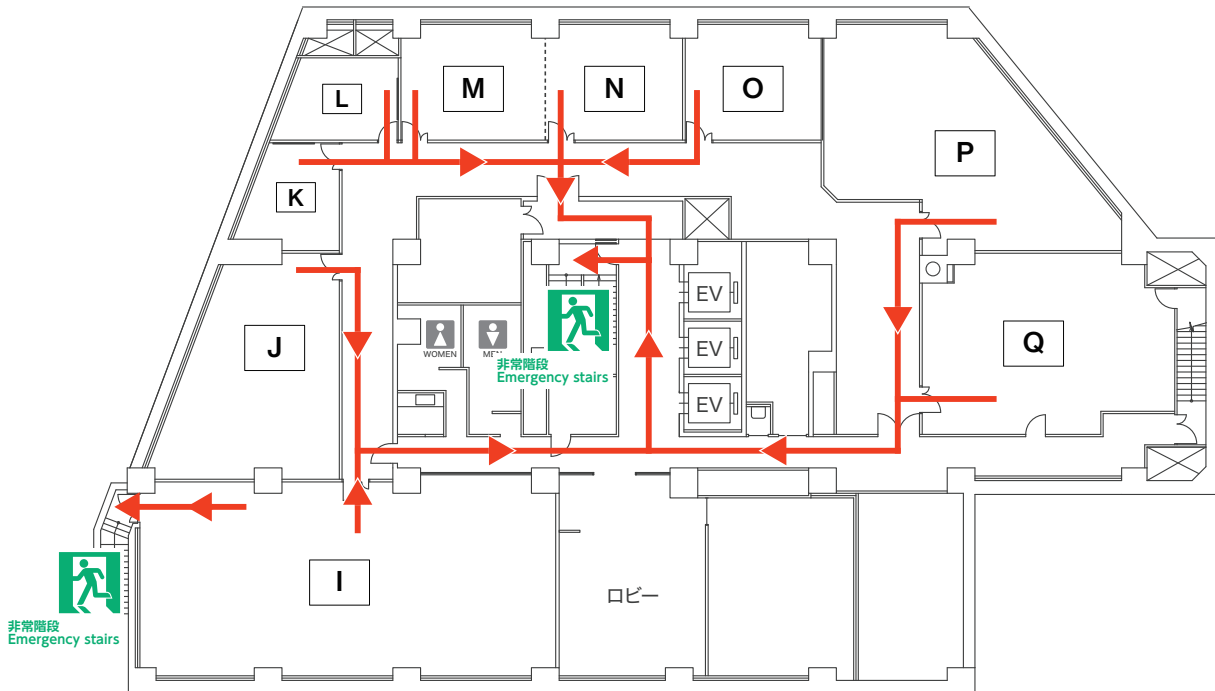 M
N
O
L
P
K
EV
J
EV
Q
WOMEN
MEN
非常階段
Emergency stairs
EV
I
ロビー
非常階段
Emergency stairs